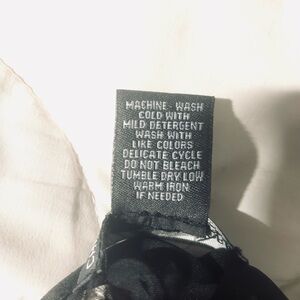 MACHINE - WASH
COLD WITH
MILD DETERGENT
WASH WITH
LIKE COLORS
DELICATE CYCLE
DO NOT BLEACH
TUMBLE DRY LOW
WARM IRON
IF NEEDED